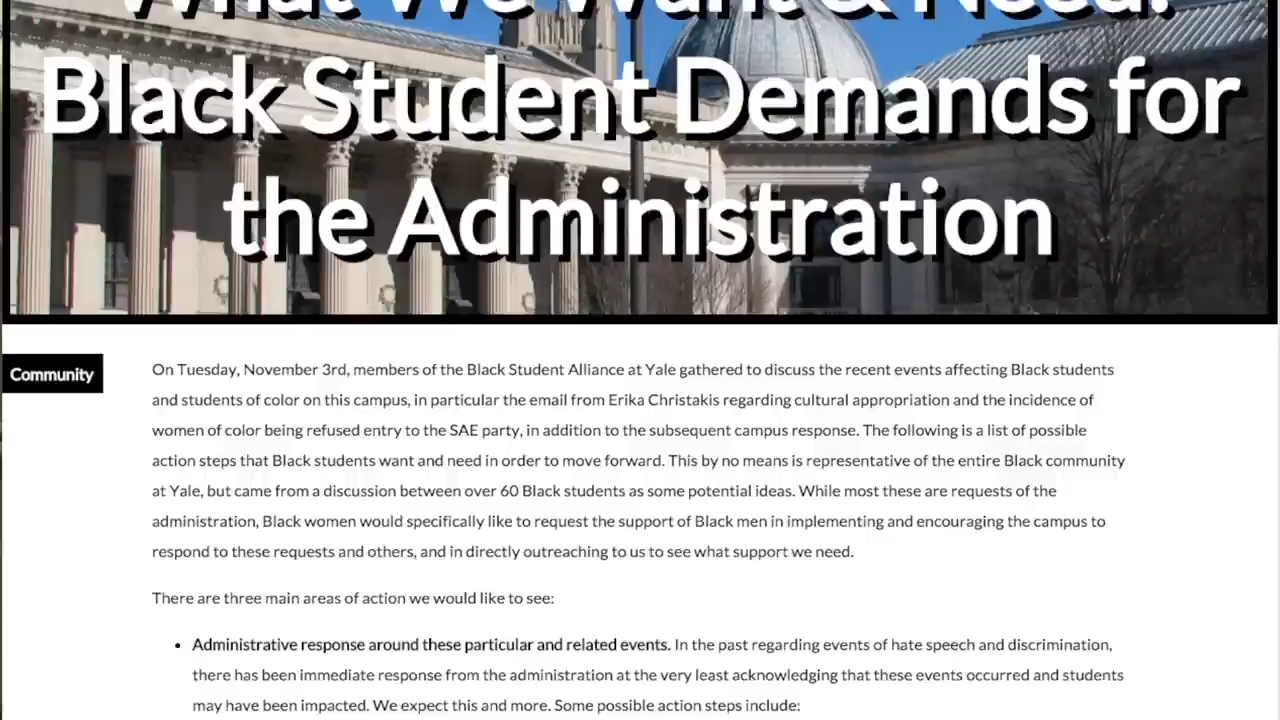 What We Want & Need:
Black Student Demands for
the Administration
Community
On Tuesday, November 3rd, members of the Black Student Alliance at Yale gathered to discuss the recent events affecting Black students
and students of color on this campus, in particular the email from Erika Christakis regarding cultural appropriation and the incidence of
women of color being refused entry to the SAE party, in addition to the subsequent campus response. The following is a list of possible
action steps that Black students want and need in order to move forward. This by no means is representative of the entire Black community
at Yale, but came from a discussion between over 60 Black students as some potential ideas. While most these are requests of the
administration, Black women would specifically like to request the support of Black men in implementing and encouraging the campus to
respond to these requests and others, and in directly outreaching to us to see what support we need.
There are three main areas of action we would like to see:
• Administrative response around these particular and related events. In the past regarding events of hate speech and discrimination,
there has been immediate response from the administration at the very least acknowledging that these events occurred and students
may have been impacted. We expect this and more. Some possible action steps include: